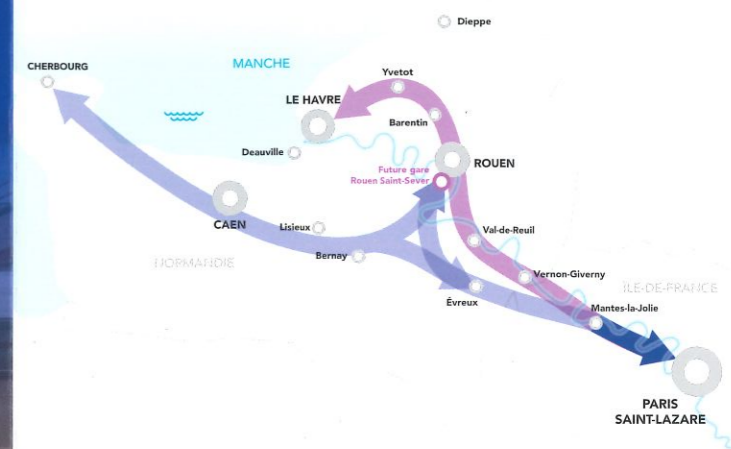 Dieppe
CHERBOURG
MANCHE
Yvetot
LE HAVRE
Barentin
Deauville
ROUEN
Future gare
Rouen Saint-Sever
CAEN
Lisieux
Val-de-Reuil
Bernay
NORMANDIE
Vernon-Giverny
ÎLE-DE-FRANCE
Évreux
Mantes-la-Jolie
PARIS
SAINT-LAZARE